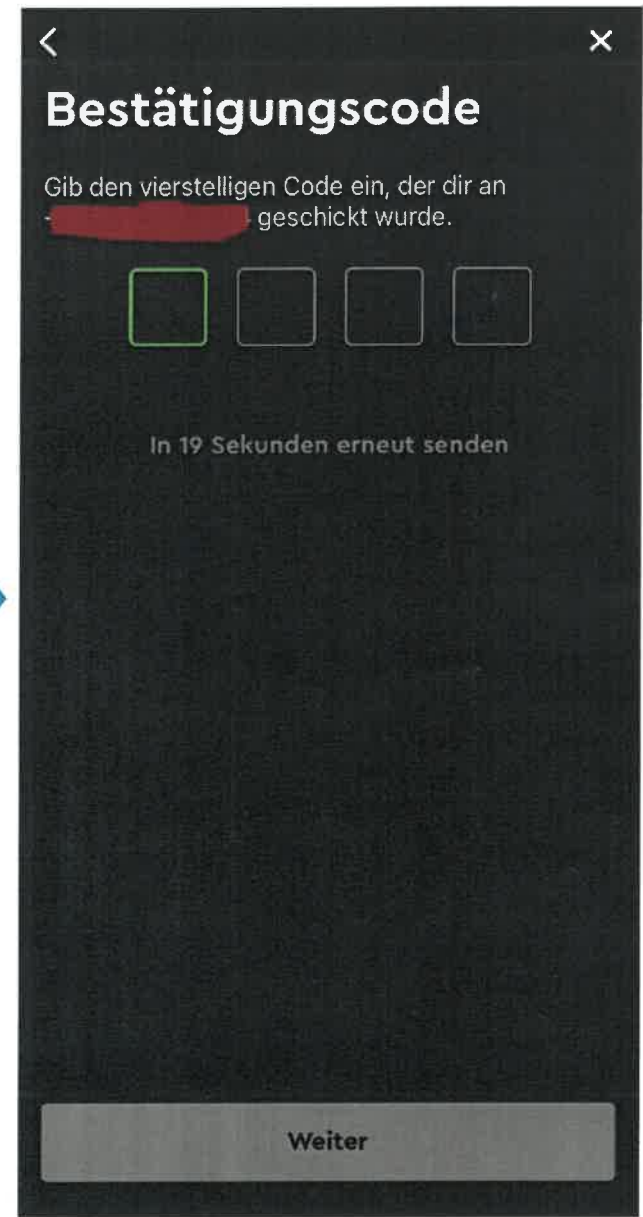 Bestätigungscode
Gib den vierstelligen Code ein, der dir an
geschickt wurde.
In 19 Sekunden erneut senden
Weiter